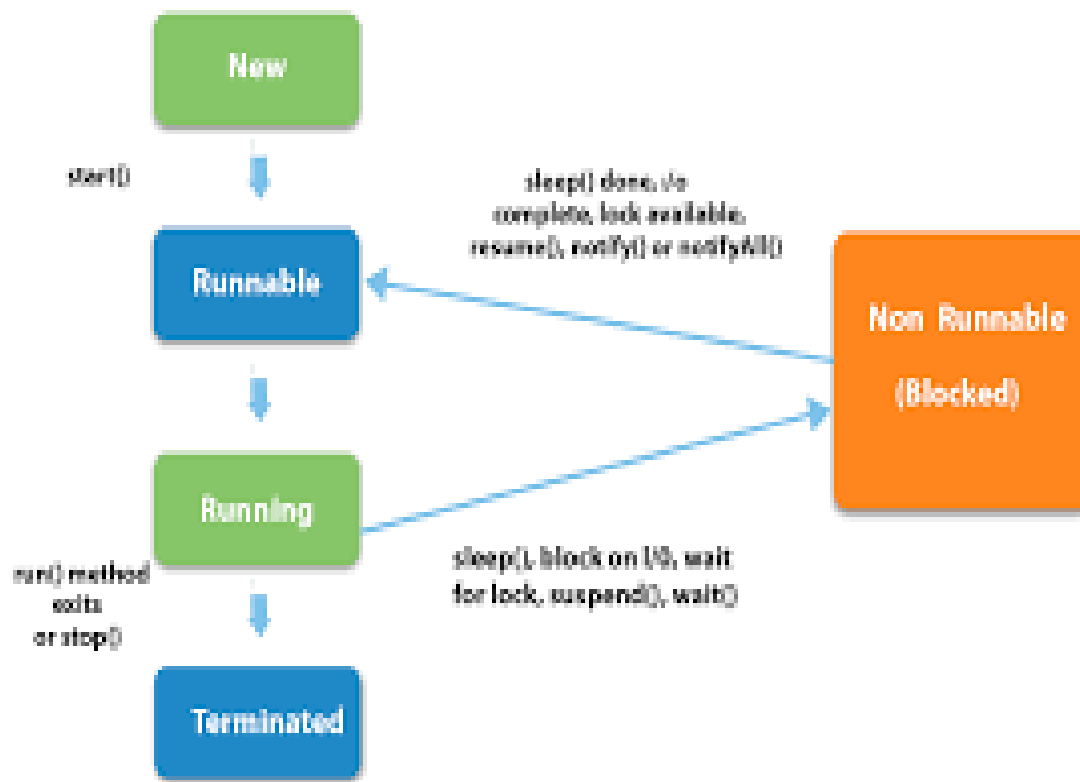 New
start()
sleep() done, i/o
complete, lock available,
resume(), notify() or notifyAll()
Runnable
Non Runnable
(Blocked)
Running
sleep(), block on I/0, wait
for lock, suspend(), wait()
run() method
exits
or stop()
Terminated